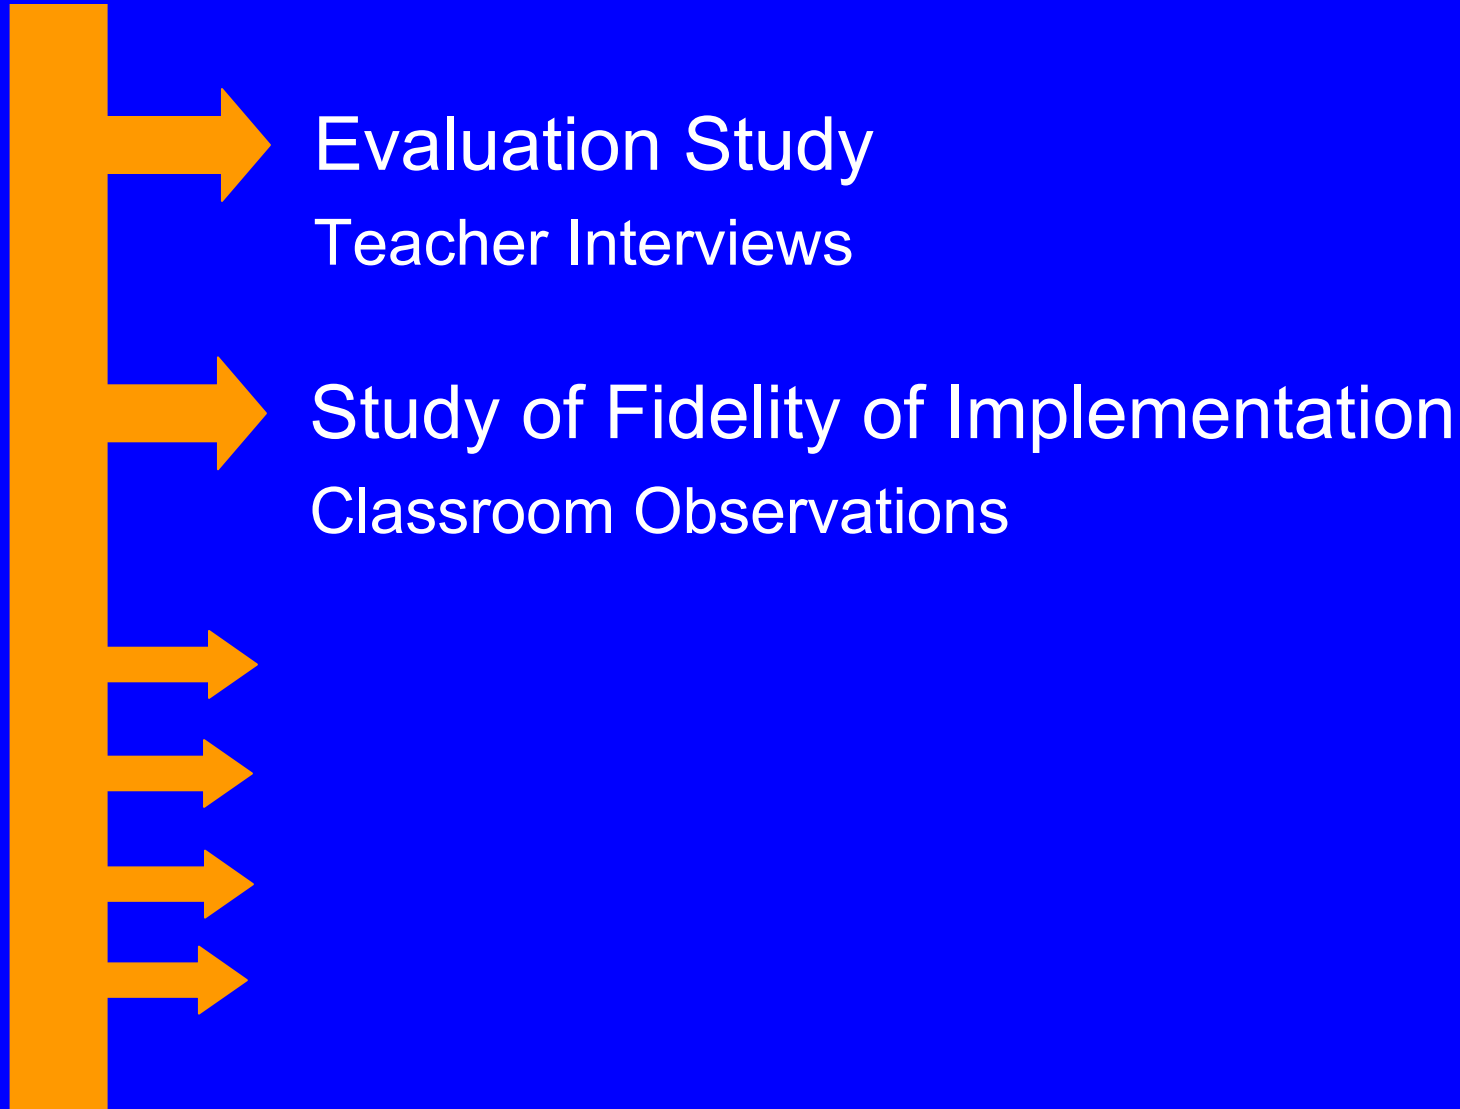 Evaluation Study
Teacher Interviews
Study of Fidelity of Implementation
Classroom Observations